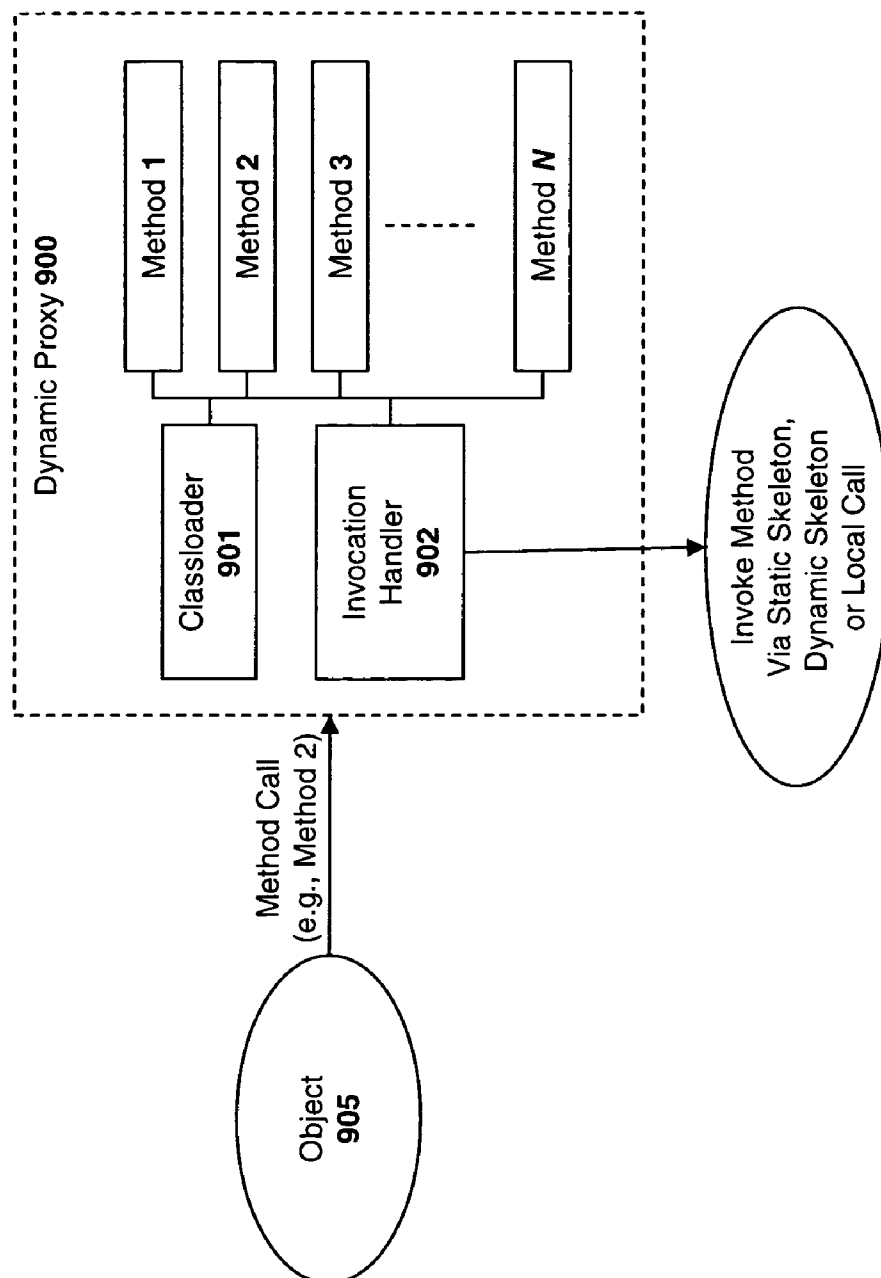 Dynamic Proxy 900
Classloader
901
Invocation
Handler
902
Method 1
Method 2
Method 3
Method N
Method Call
(e.g., Method 2)
Object
905
Invoke Method
Via Static Skeleton,
Dynamic Skeleton
or Local Call